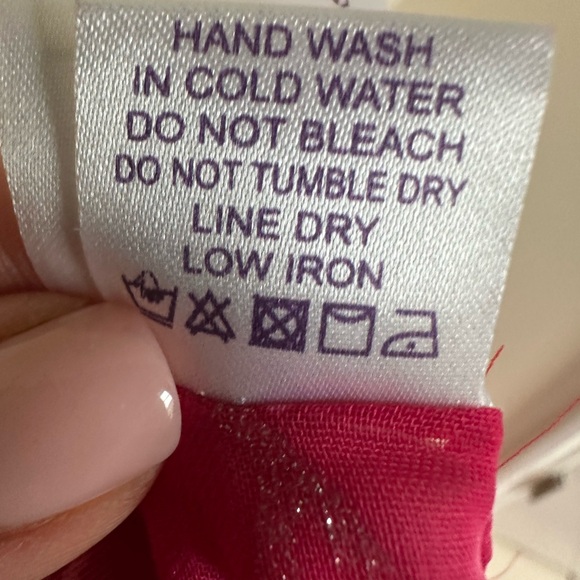 HAND WASH
IN COLD WATER
DO NOT BLEACH
DO NOT TUMBLE DRY
LINE DRY
LOW IRON